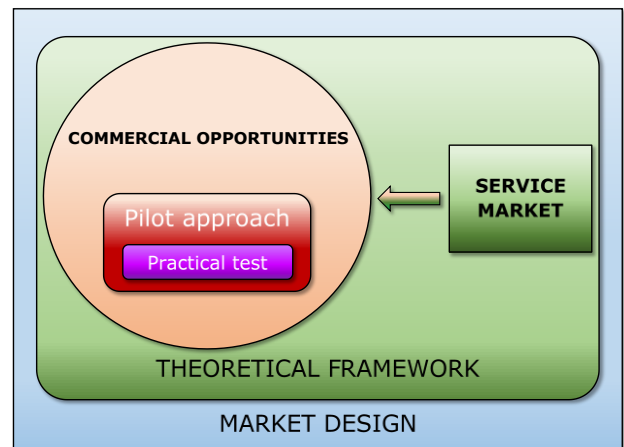 COMMERCIAL OPPORTUNITIES
Pilot approach
Practical test
SERVICE
MARKET
THEORETICAL FRAMEWORK
MARKET DESIGN